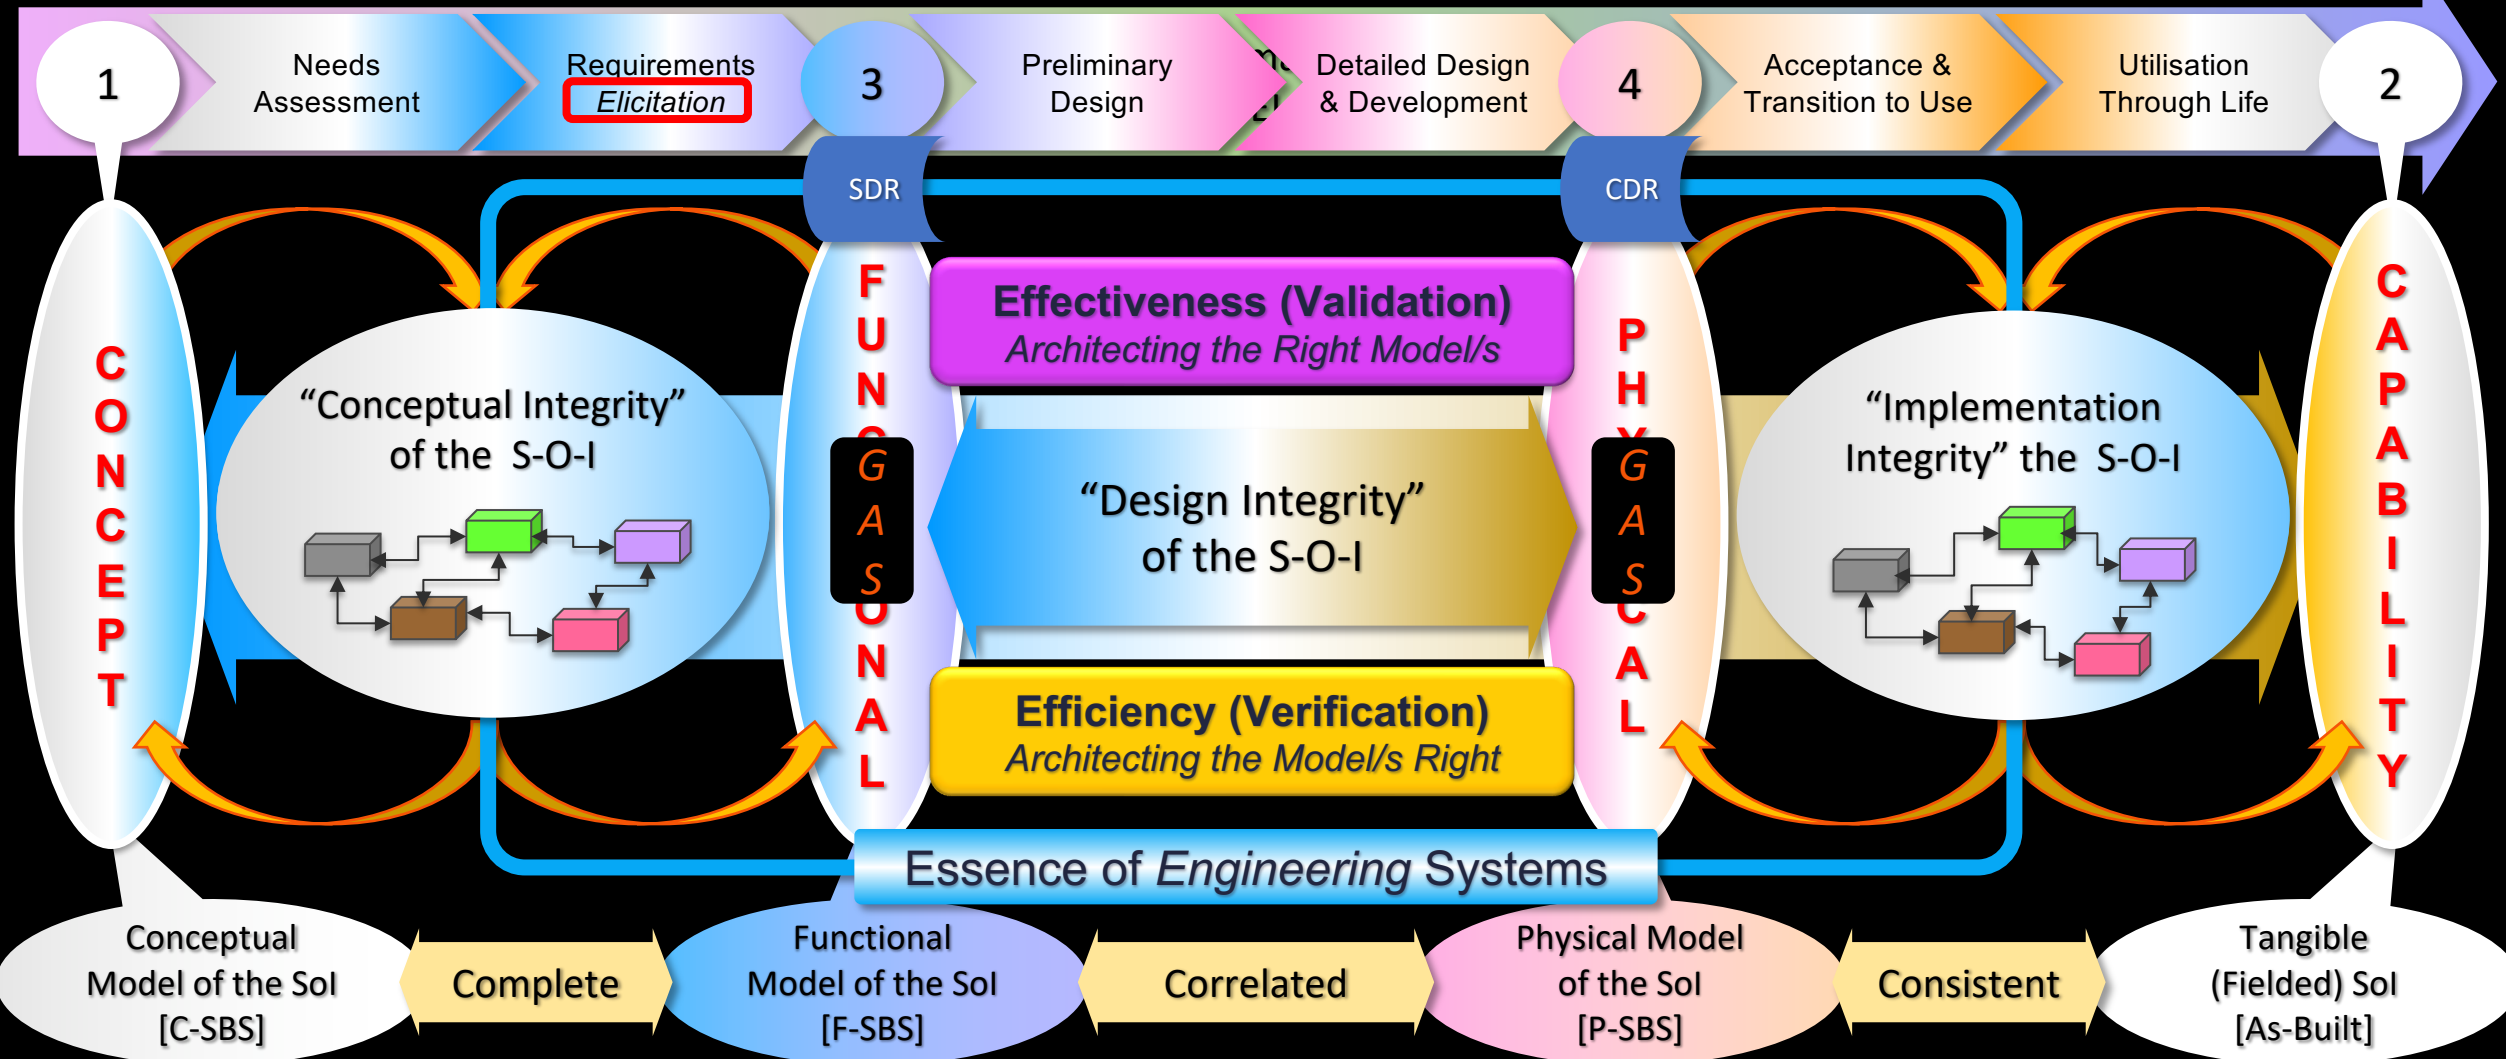 1
Needs
Assessment
Requirements
Elicitation
3
Preliminary
Design
Detailed Design
& Development
4
Acceptance &
Transition to Use
Utilisation
Through Life
2
SDR
CDR
CONCEPT
“Conceptual Integrity”
of the S-O-I
GAS
Effectiveness (Validation)
Architecting the Right Model/s
“Design Integrity”
of the S-O-I
Efficiency (Verification)
Architecting the Model/s Right
GAS
“Implementation
Integrity” the S-O-I
CAPABILITY
Essence of Engineering Systems
Conceptual
Model of the SoI
[C-SBS]
Complete
Functional
Model of the SoI
[F-SBS]
Correlated
Physical Model
of the SoI
[P-SBS]
Consistent
Tangible
(Fielded) SoI
[As-Built]